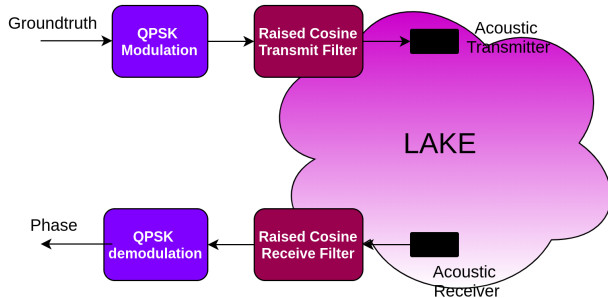 Groundtruth
QPSK
Modulation
Raised Cosine
Transmit Filter
Acoustic
Transmitter
LAKE
Phase
QPSK
demodulation
Raised Cosine
Receive Filter
Acoustic
Receiver